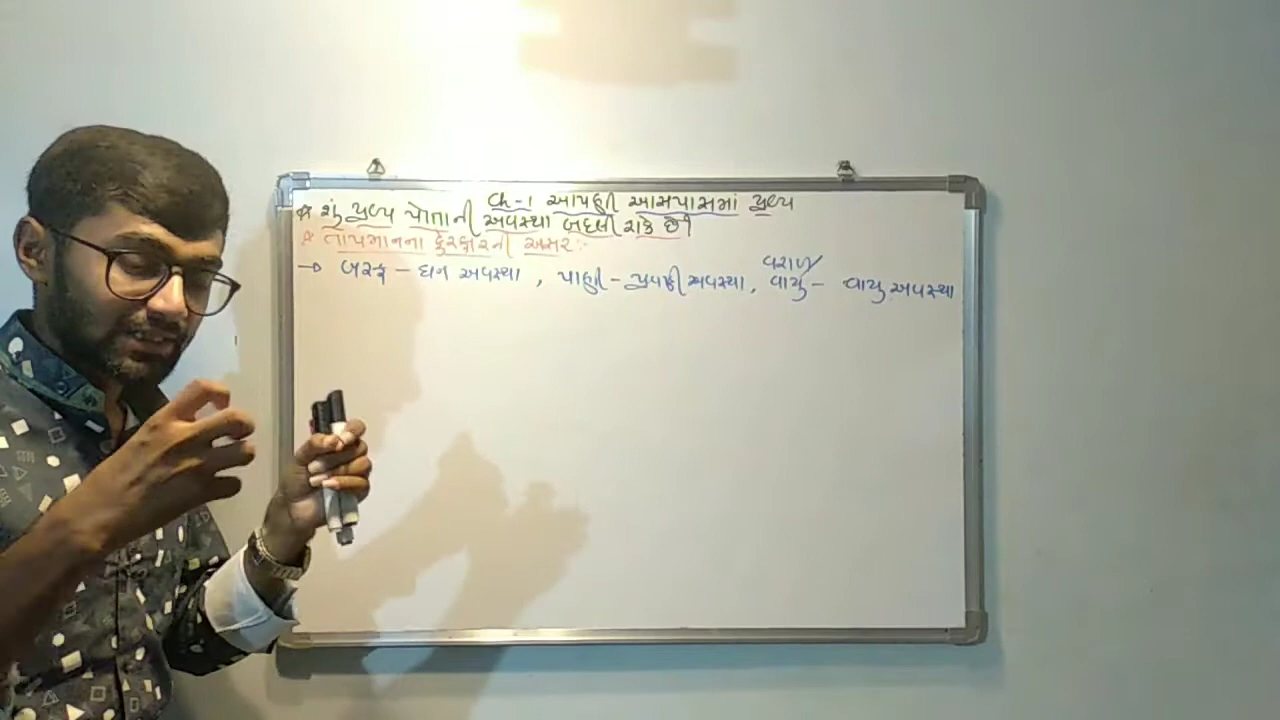 Ch-1 આપણી આસપાસમાં દ્રવ્ય
* શું દ્રવ્ય પોતાની અવસ્થા બદલી શકે છે?
* તાપમાનના ફેરફારની અસર :-
→ બરફ - ઘન અવસ્થા , પાણી - પ્રવાહી અવસ્થા , વરાળ/વાયુ - વાયુ અવસ્થા